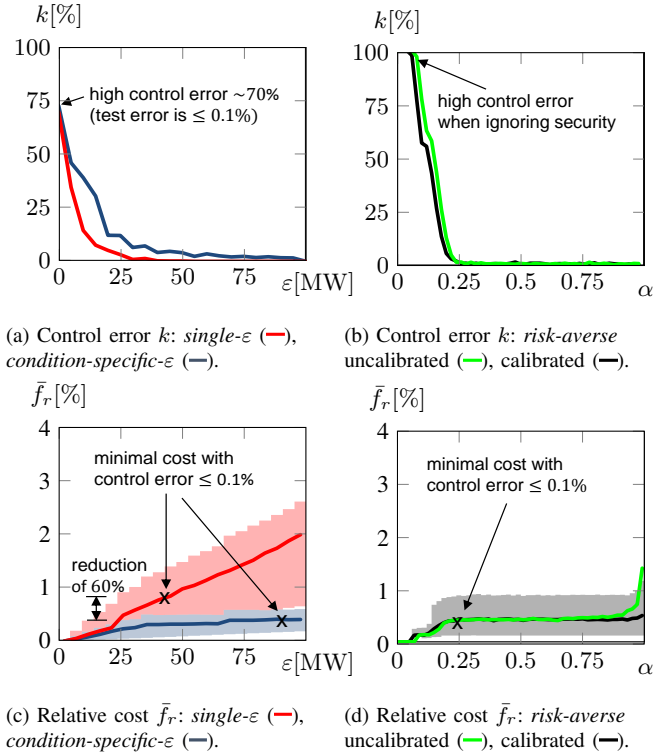 k[%]
100
75
50
25
0
high control error ~70%
(test error is ≤ 0.1%)
0
25
50
75
ε[MW]
(a) Control error k: single-ε (—),
condition-specific-ε (—).
k[%]
100
75
50
25
0
high control error
when ignoring security
0
0.25
0.5
0.75
α
(b) Control error k: risk-averse
uncalibrated (—), calibrated (—).
f̄r[%]
4
3
2
1
0
minimal cost with
control error ≤ 0.1%
reduction
of 60%
X
X
0
25
50
75
ε[MW]
(c) Relative cost f̄r: single-ε (—),
condition-specific-ε (—).
f̄r[%]
4
3
2
1
0
minimal cost with
control error ≤ 0.1%
X
0
0.25
0.5
0.75
α
(d) Relative cost f̄r: risk-averse
uncalibrated (—), calibrated (—).